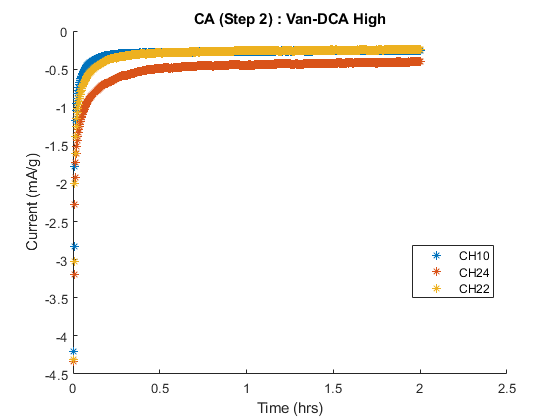 CA (Step 2) : Van-DCA High
0
-0.5
-1
-1.5
-2
-2.5
-3
-3.5
-4
-4.5
Current (mA/g)
CH10
CH24
CH22
0 0.5 1 1.5 2 2.5
Time (hrs)